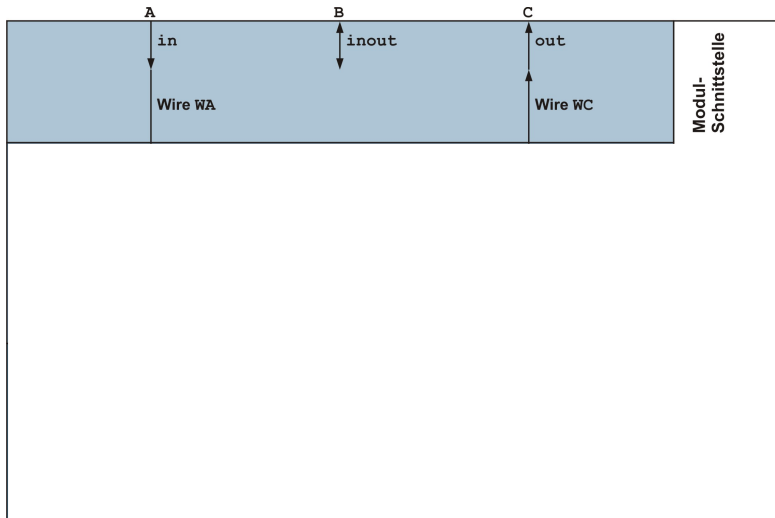 A B C
in inout out
Wire WA Wire WC
Modul-
Schnittstelle